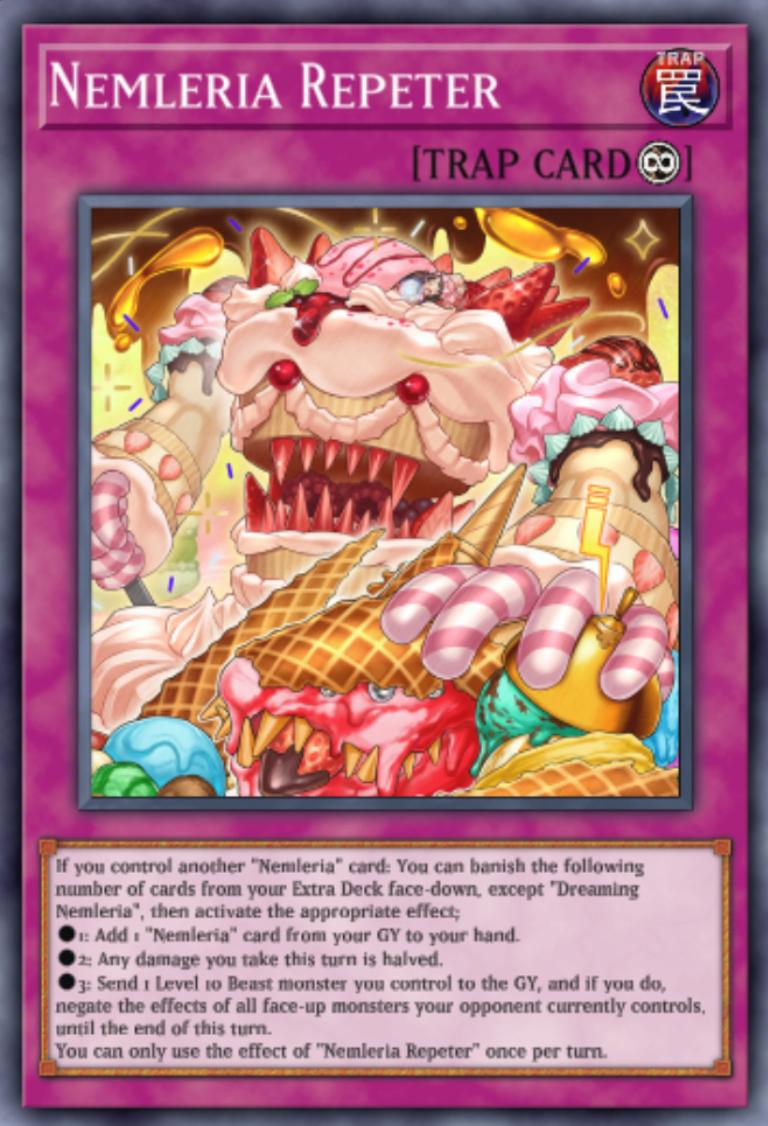 Nemleria Repeter
TRAP
罠
[TRAP CARD]
If you control another "Nemleria" card: You can banish the following
number of cards from your Extra Deck face-down, except "Dreaming
Nemleria", then activate the appropriate effect;
●1: Add 1 "Nemleria" card from your GY to your hand.
●2: Any damage you take this turn is halved.
●3: Send 1 Level 10 Beast monster you control to the GY, and if you do,
negate the effects of all face-up monsters your opponent currently controls,
until the end of this turn.
You can only use the effect of "Nemleria Repeter" once per turn.